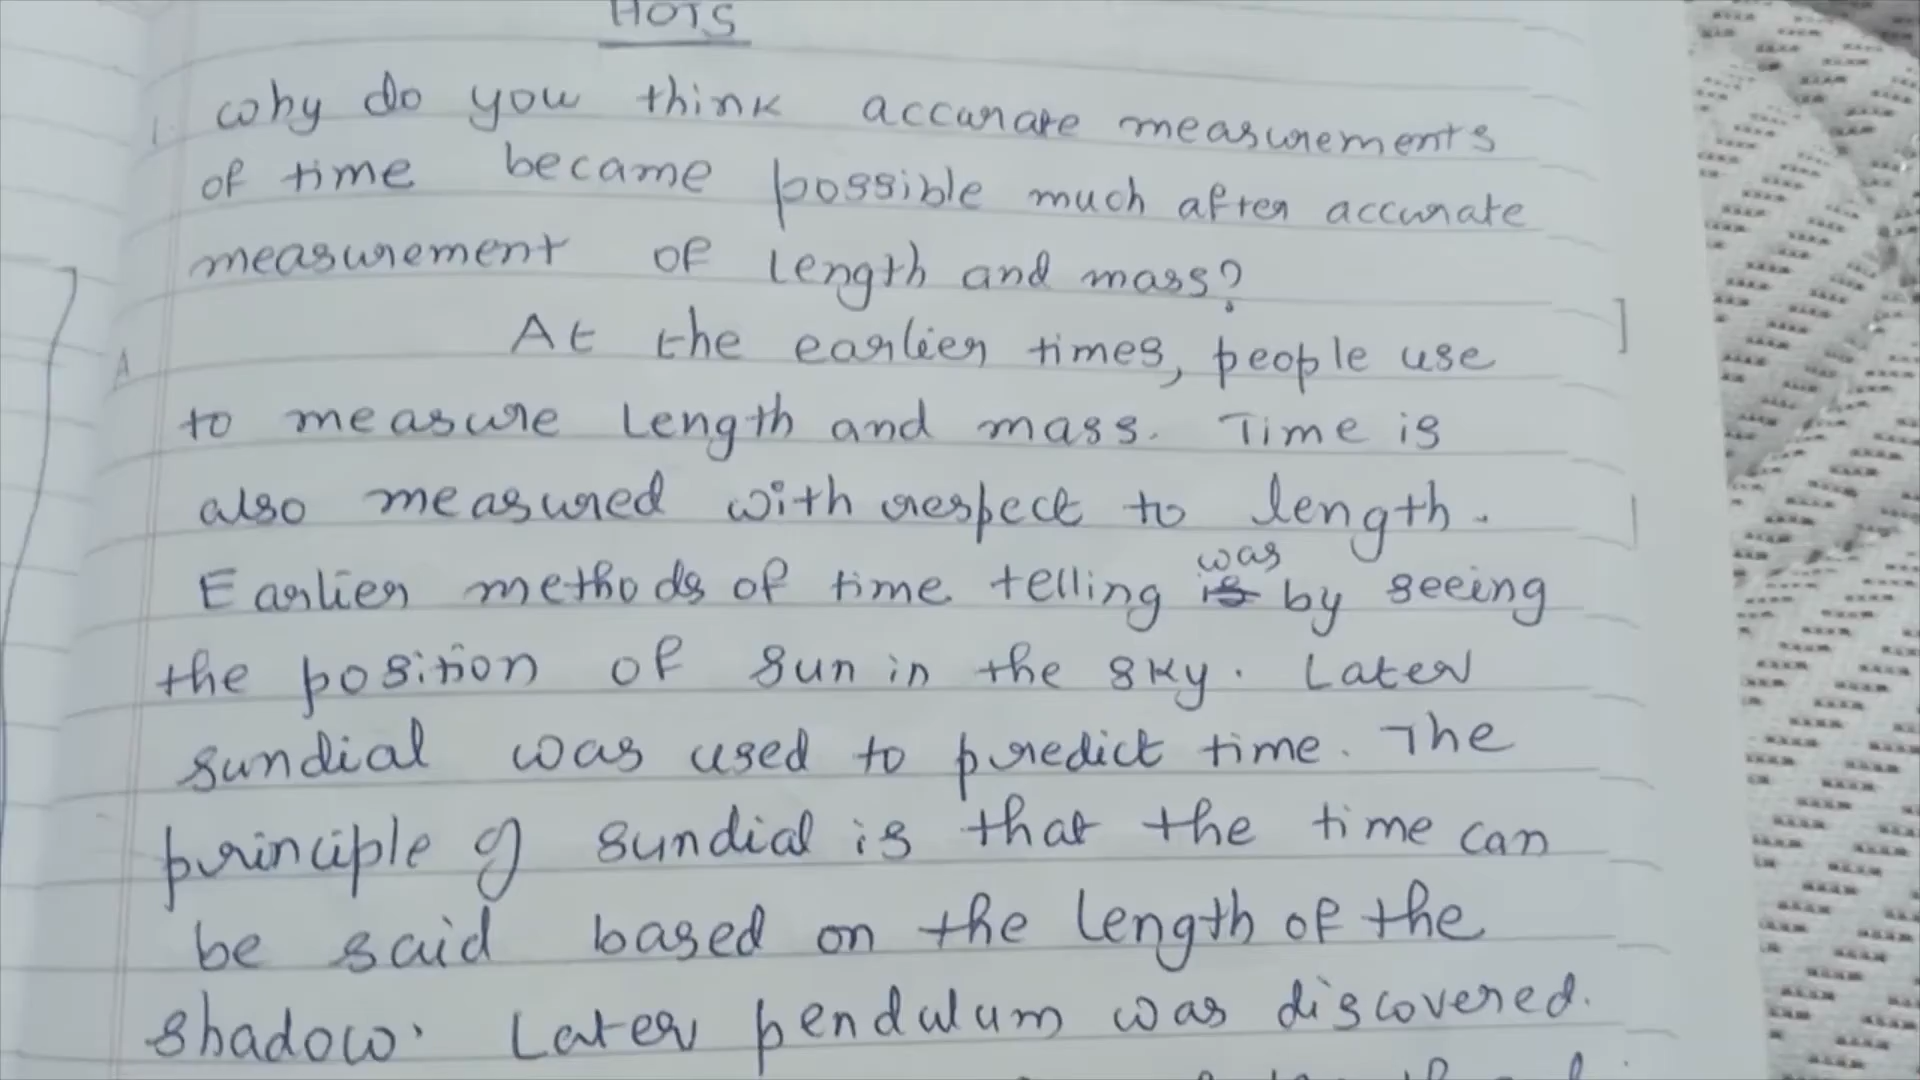 HOTS
1. Why do you think accurate measurements
of time became possible much after accurate
measurement of length and mass?
A At the earlier times, people use
to measure length and mass. Time is
also measured with respect to length.
was
Earlier methods of time telling is by seeing
the position of sun in the sky. Later
sundial was used to predict time. The
principle of sundial is that the time can
be said based on the length of the
shadow. Later pendulum was discovered.